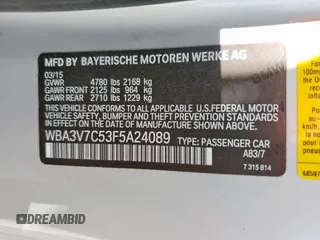 MFD BY BAYERISCHE MOTOREN WERKE AG
03/15
GVWR 4780 lbs 2168 kg
GAWR FRONT 2125 lbs 964 kg
GAWR REAR 2710 lbs 1229 kg
THIS VEHICLE CONFORMS TO ALL APPLICABLE U.S. FEDERAL
MOTOR VEHICLE SAFETY, BUMPER, AND THEFT PREVENTION
STANDARDS IN EFFECT ON THE DATE OF MANUFACTURE SHOWN ABOVE.
WBA3V7C53F5A24089 TYPE: PASSENGER CAR
A83/7
7 315 814
100
68597
© DREAMBID